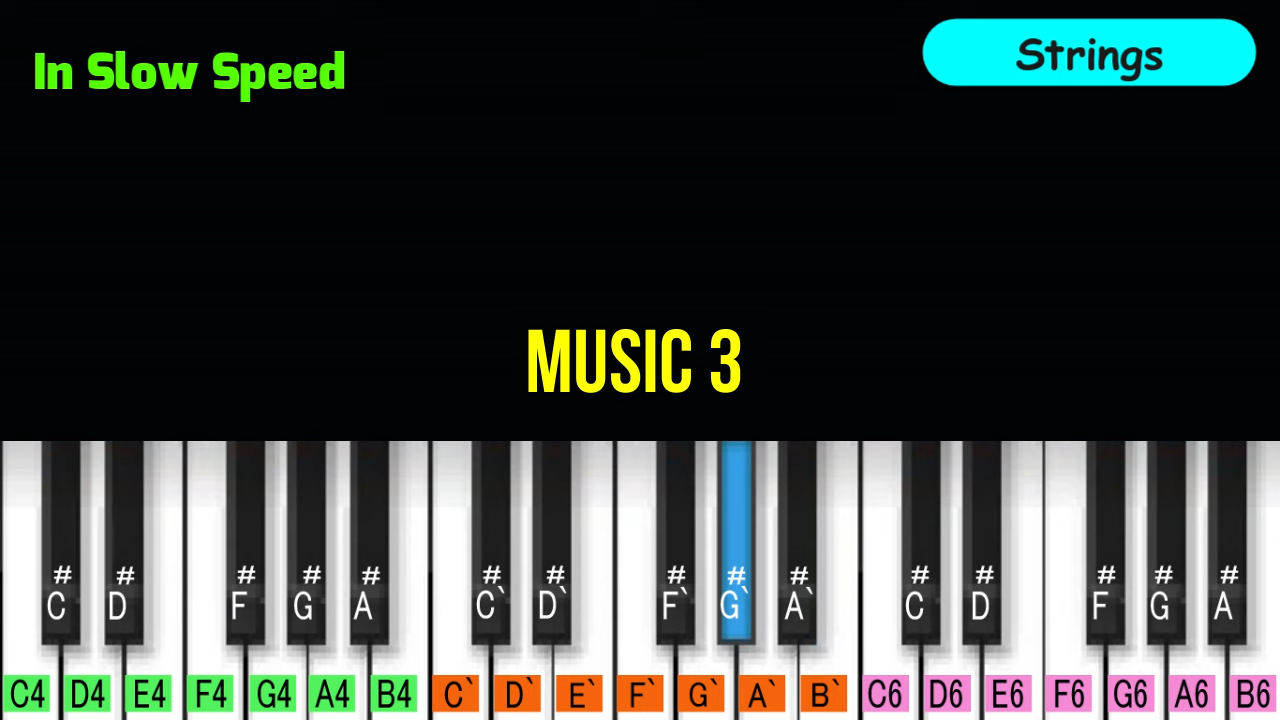 In Slow Speed
Strings
MUSIC 3
# # # # # # # # # # # # # # #
C D F G A C` D` F` G` A` C D F G A
C4 D4 E4 F4 G4 A4 B4 C` D` E` F` G` A` B` C6 D6 E6 F6 G6 A6 B6